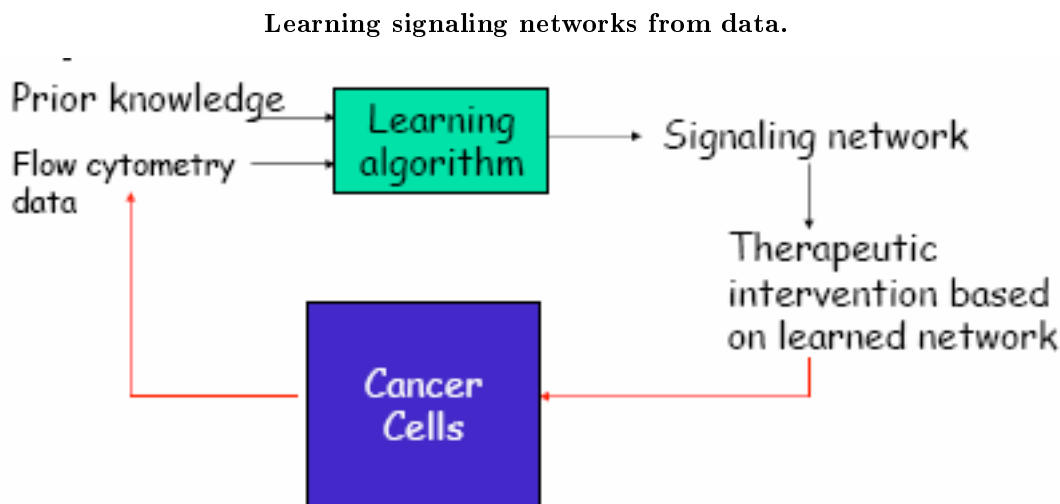 Learning signaling networks from data.
Prior knowledge
Flow cytometry
data
Learning
algorithm
Signaling network
Therapeutic
intervention based
on learned network
Cancer
Cells